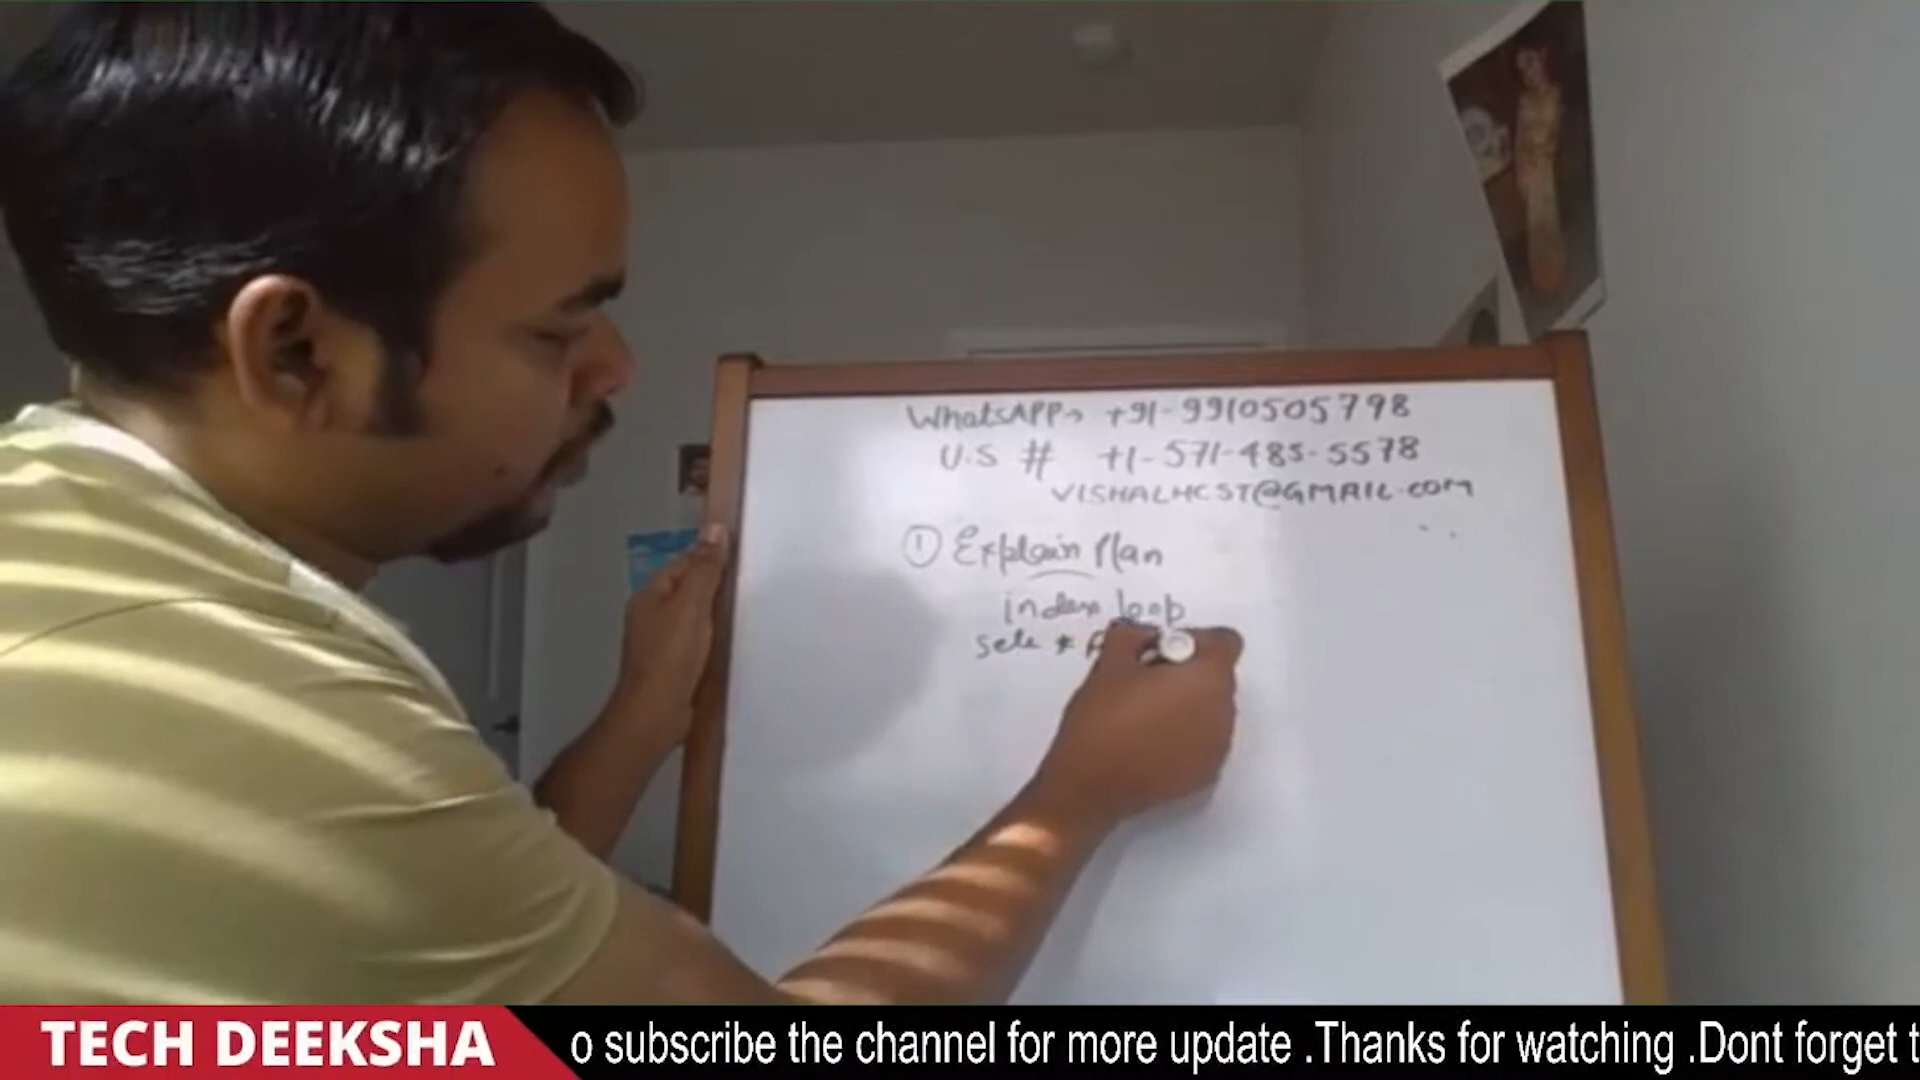 WhatsAPP→ +91-9910505798
U.S # +1-571-485-5578
VISHALHCST@GMAIL.COM
① Explain Plan
index loop
Sele *
TECH DEEKSHA
o subscribe the channel for more update .Thanks for watching .Dont forget t